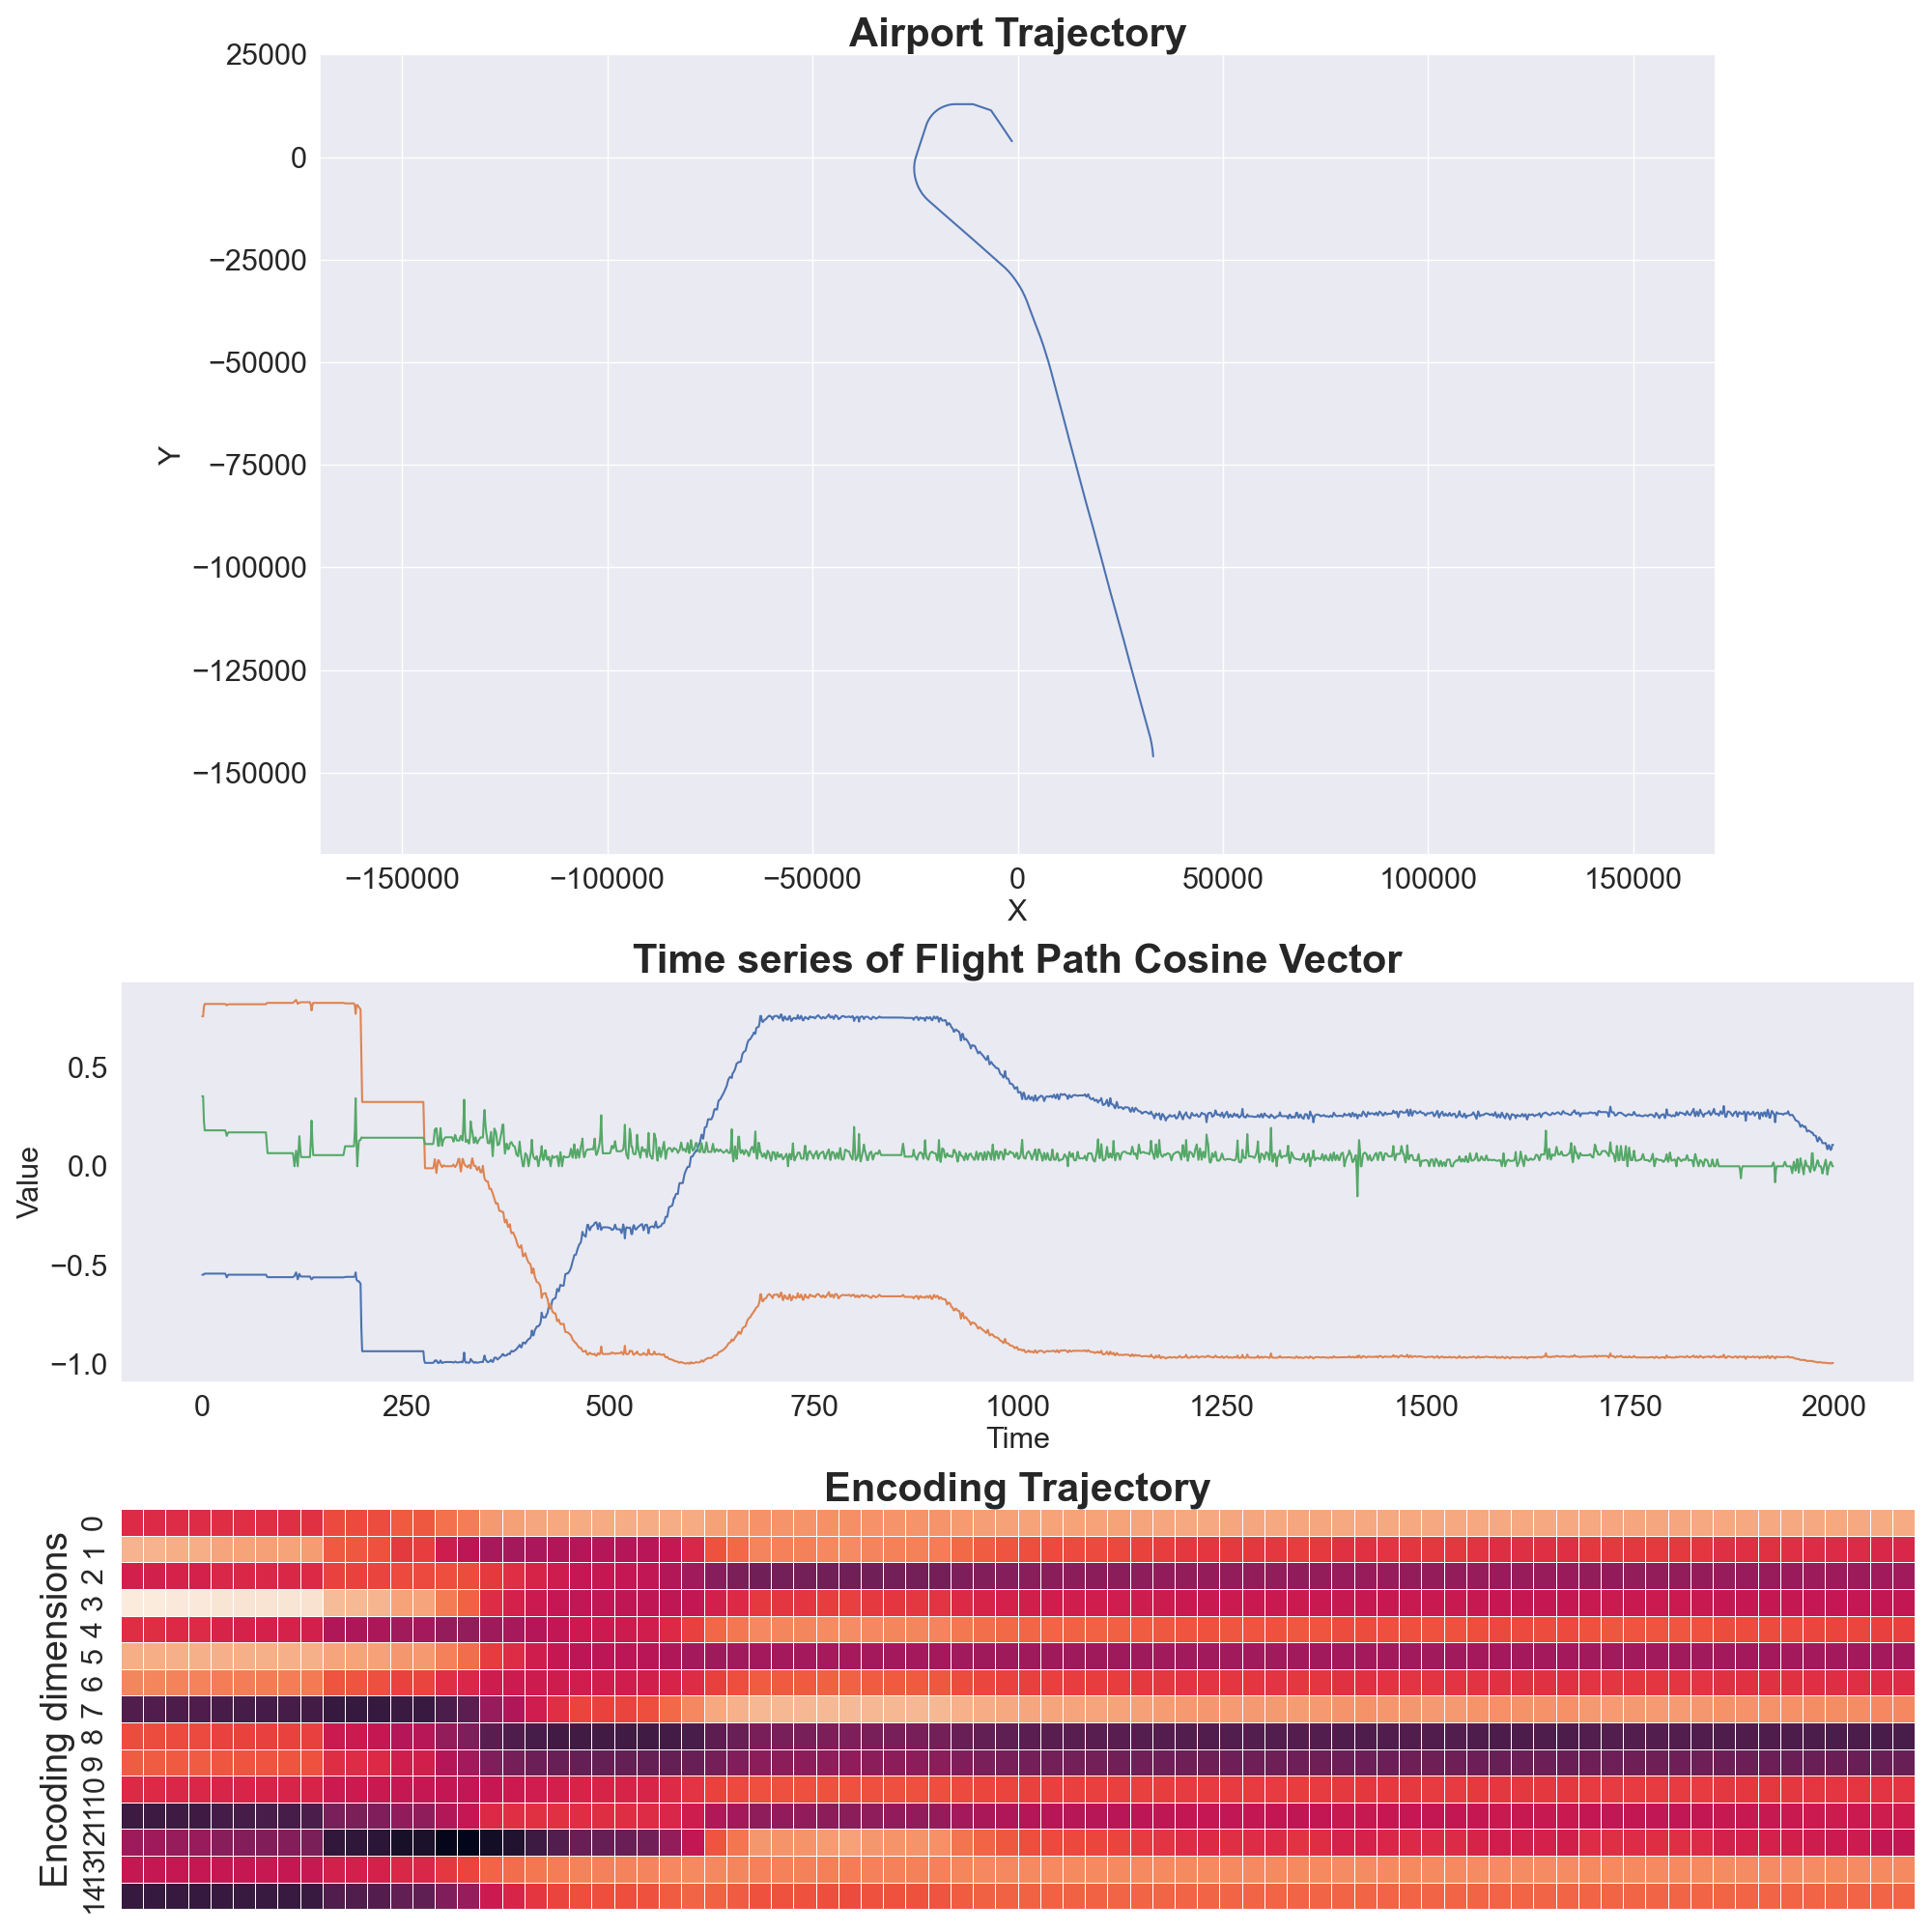 Airport Trajectory
25000
0
−25000
−50000
−75000
−100000
−125000
−150000
Y
−150000 −100000 −50000 0 50000 100000 150000
X
Time series of Flight Path Cosine Vector
0.5
0.0
−0.5
−1.0
Value
0 250 500 750 1000 1250 1500 1750 2000
Time
Encoding Trajectory
Encoding dimensions
0
1
2
3
4
5
6
7
8
9
10
11
12
13
14